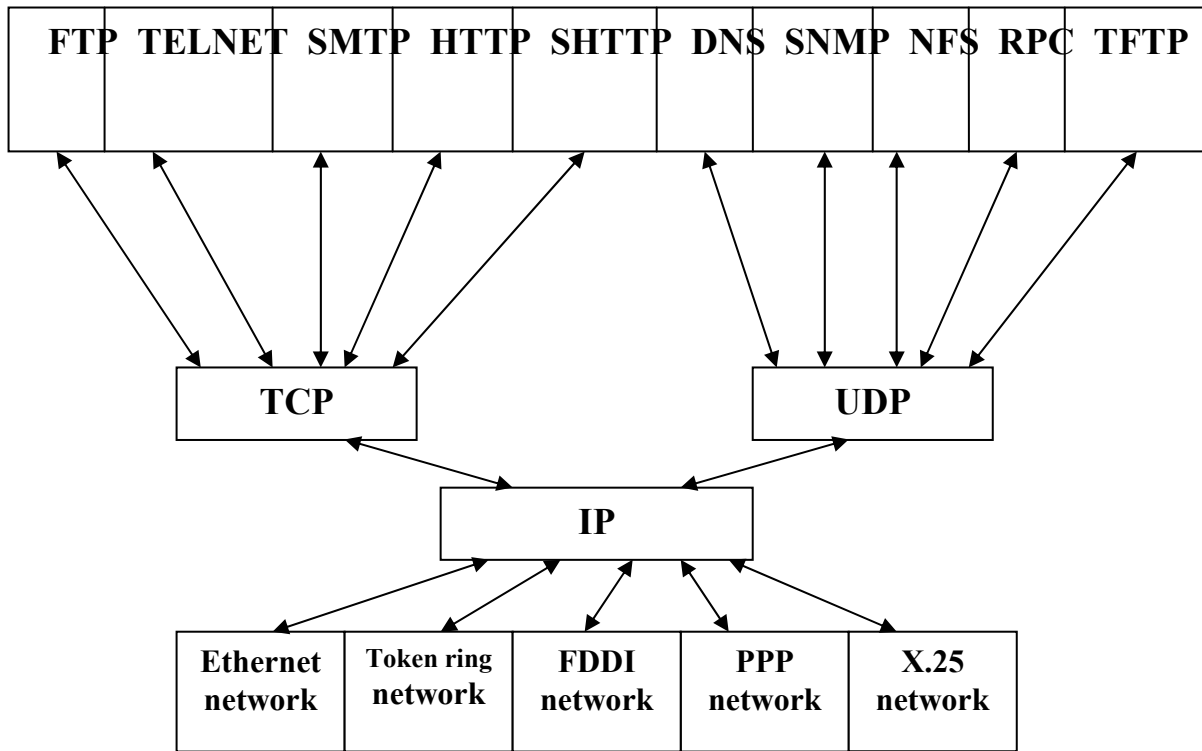 FTP TELNET SMTP HTTP SHTTP DNS SNMP NFS RPC TFTP
TCP
UDP
IP
Ethernet
network
Token ring
network
FDDI
network
PPP
network
X.25
network